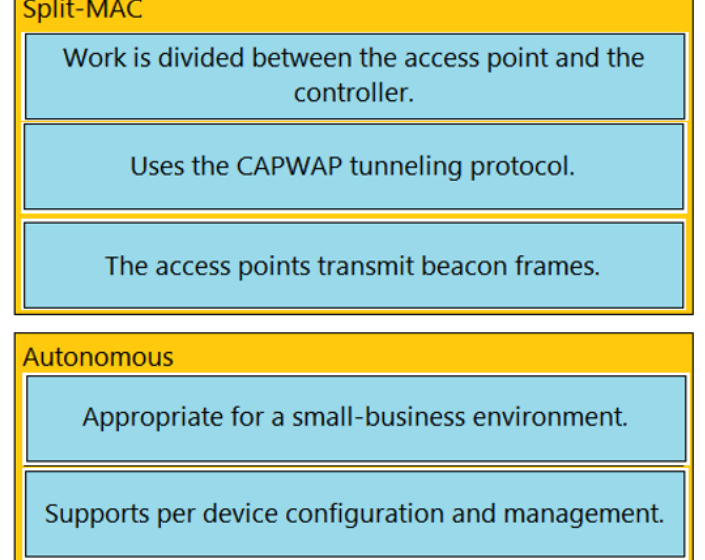 Split-MAC
Work is divided between the access point and the
controller.
Uses the CAPWAP tunneling protocol.
The access points transmit beacon frames.
Autonomous
Appropriate for a small-business environment.
Supports per device configuration and management.